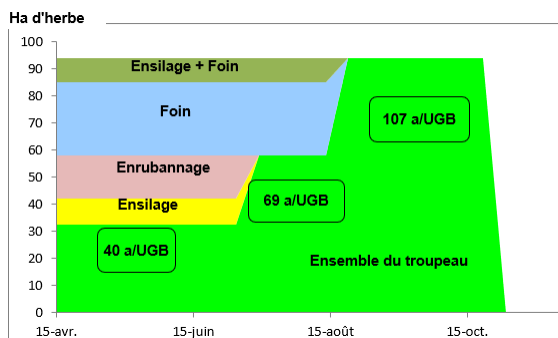 Ha d'herbe
100
90
80
70
60
50
40
30
20
10
0
Ensilage + Foin
Foin
107 a/UGB
Enrubannage
69 a/UGB
Ensilage
40 a/UGB
Ensemble du troupeau
15-avr. 15-juin 15-août 15-oct.